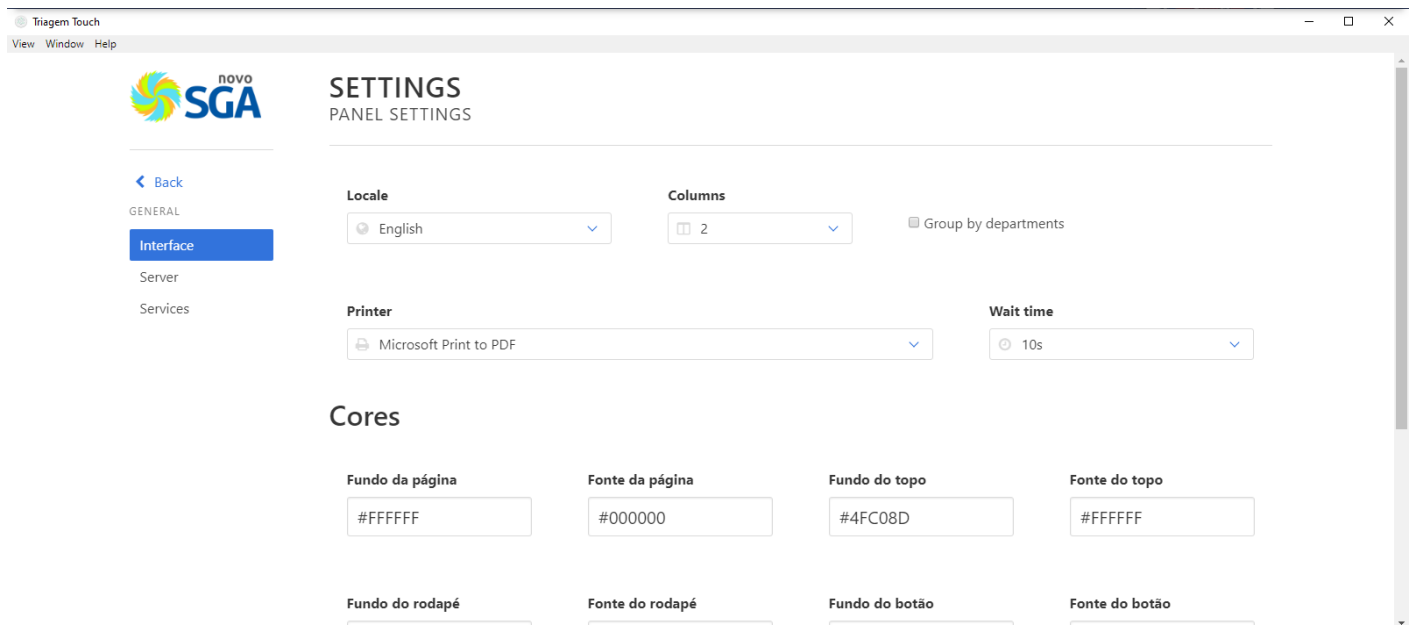 Triagem Touch
View Window Help
novo
SGA
SETTINGS
PANEL SETTINGS
Back
GENERAL
Interface
Server
Services
Locale
Columns
English
2
Group by departments
Printer
Wait time
Microsoft Print to PDF
10s
Cores
Fundo da página
Fonte da página
Fundo do topo
Fonte do topo
#FFFFFF
#000000
#4FC08D
#FFFFFF
Fundo do rodapé
Fonte do rodapé
Fundo do botão
Fonte do botão